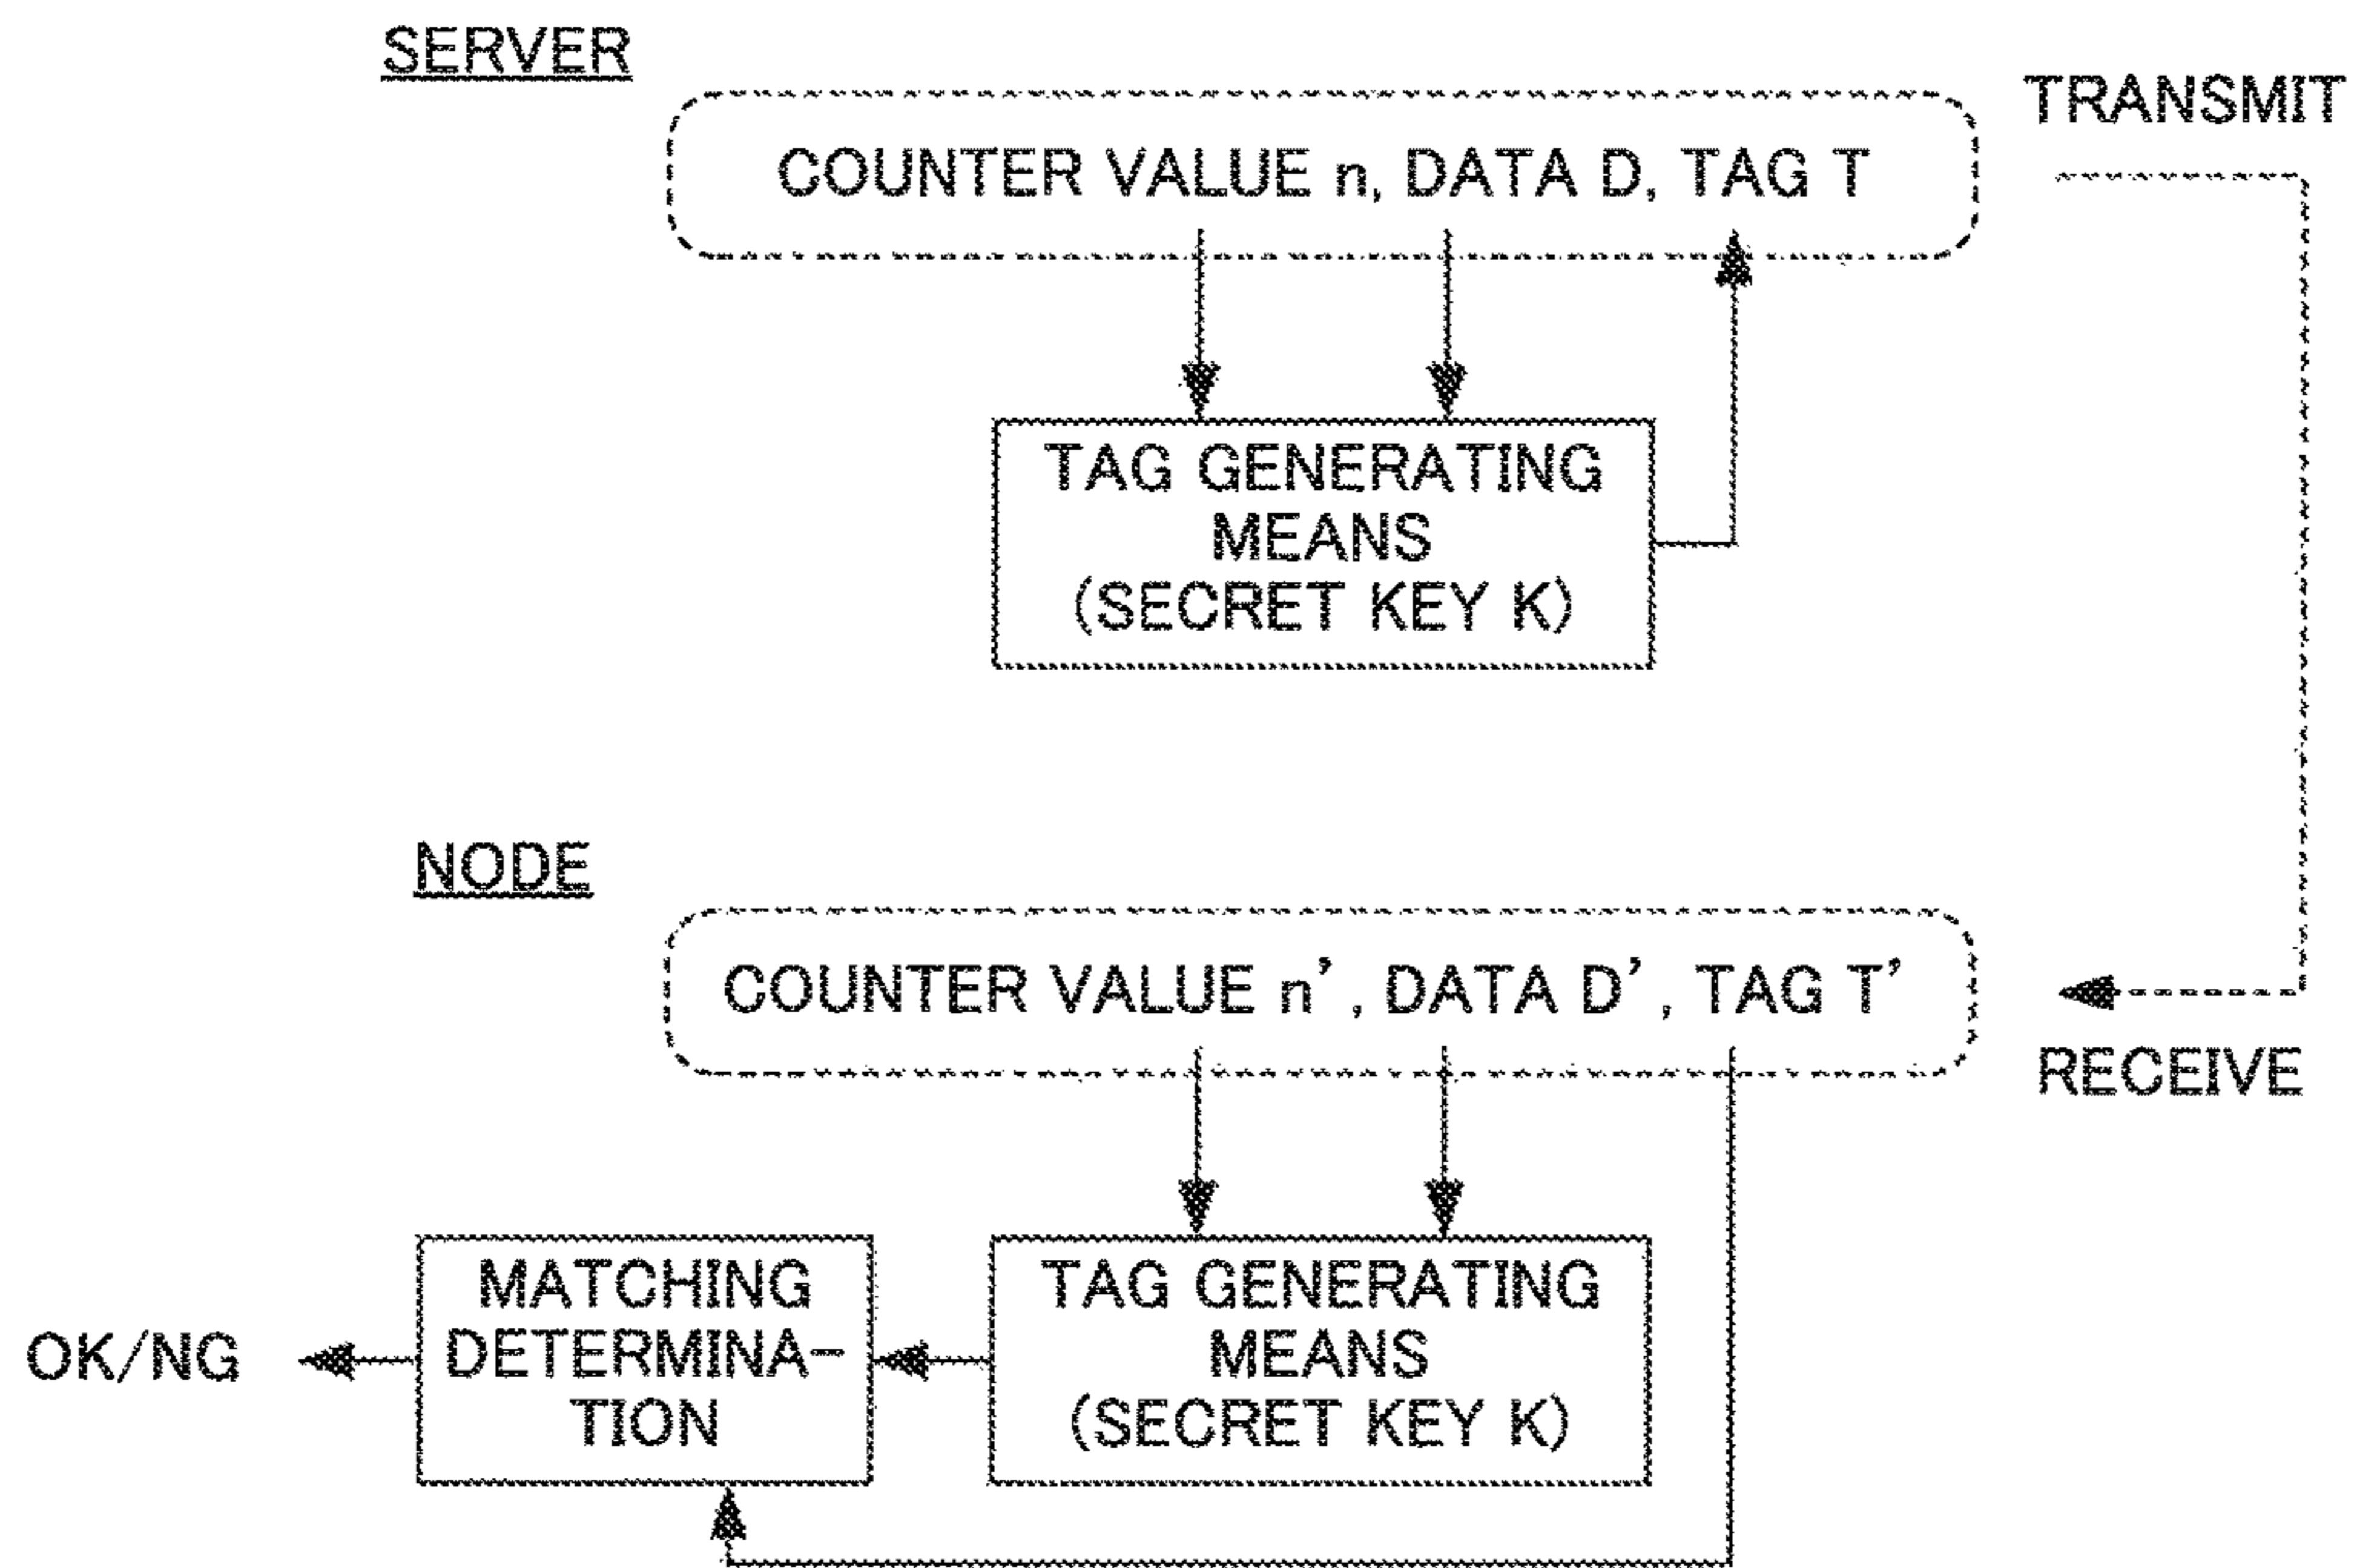 SERVER
TRANSMIT
COUNTER VALUE n, DATA D, TAG T
TAG GENERATING
MEANS
(SECRET KEY K)
NODE
COUNTER VALUE n’, DATA D’, TAG T’
RECEIVE
MATCHING
DETERMINA-
TION
TAG GENERATING
MEANS
(SECRET KEY K)
OK/NG